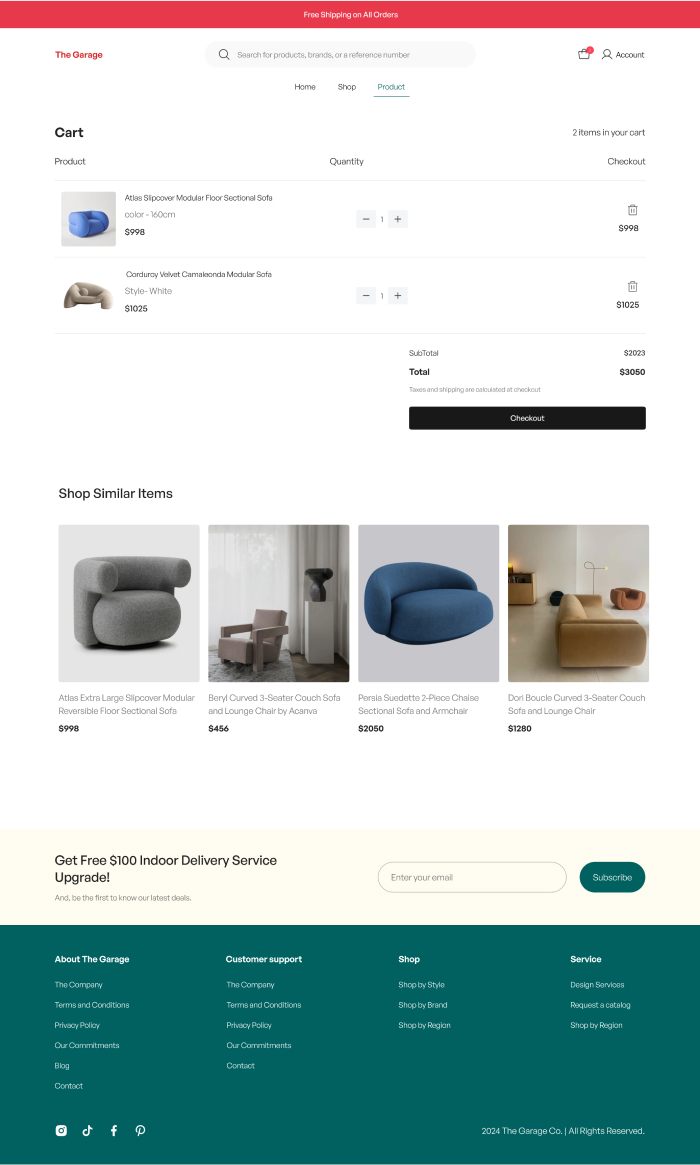 Free Shipping on All Orders
The Garage
Search for products, brands, or a reference number
Account
Home Shop Product
Cart
2 items in your cart
Product Quantity Checkout
Atlas Slipcover Modular Floor Sectional Sofa
color - 160cm
$998
1
$998
Corduroy Velvet Camaleonda Modular Sofa
Style- White
$1025
1
$1025
SubTotal $2023
Total $3050
Taxes and shipping are calculated at checkout
Checkout
Shop Similar Items
Atlas Extra Large Slipcover Modular
Reversible Floor Sectional Sofa
$998
Beryl Curved 3-Seater Couch Sofa
and Lounge Chair by Acanva
$456
Persia Suedette 2-Piece Chaise
Sectional Sofa and Armchair
$2050
Dori Boucle Curved 3-Seater Couch
Sofa and Lounge Chair
$1280
Get Free $100 Indoor Delivery Service
Upgrade!
And, be the first to know our latest deals.
Enter your email
Subscribe
About The Garage
The Company
Terms and Conditions
Privacy Policy
Our Commitments
Blog
Contact
Customer support
The Company
Terms and Conditions
Privacy Policy
Our Commitments
Contact
Shop
Shop by Style
Shop by Brand
Shop by Region
Service
Design Services
Request a catalog
Shop by Region
2024 The Garage Co. | All Rights Reserved.